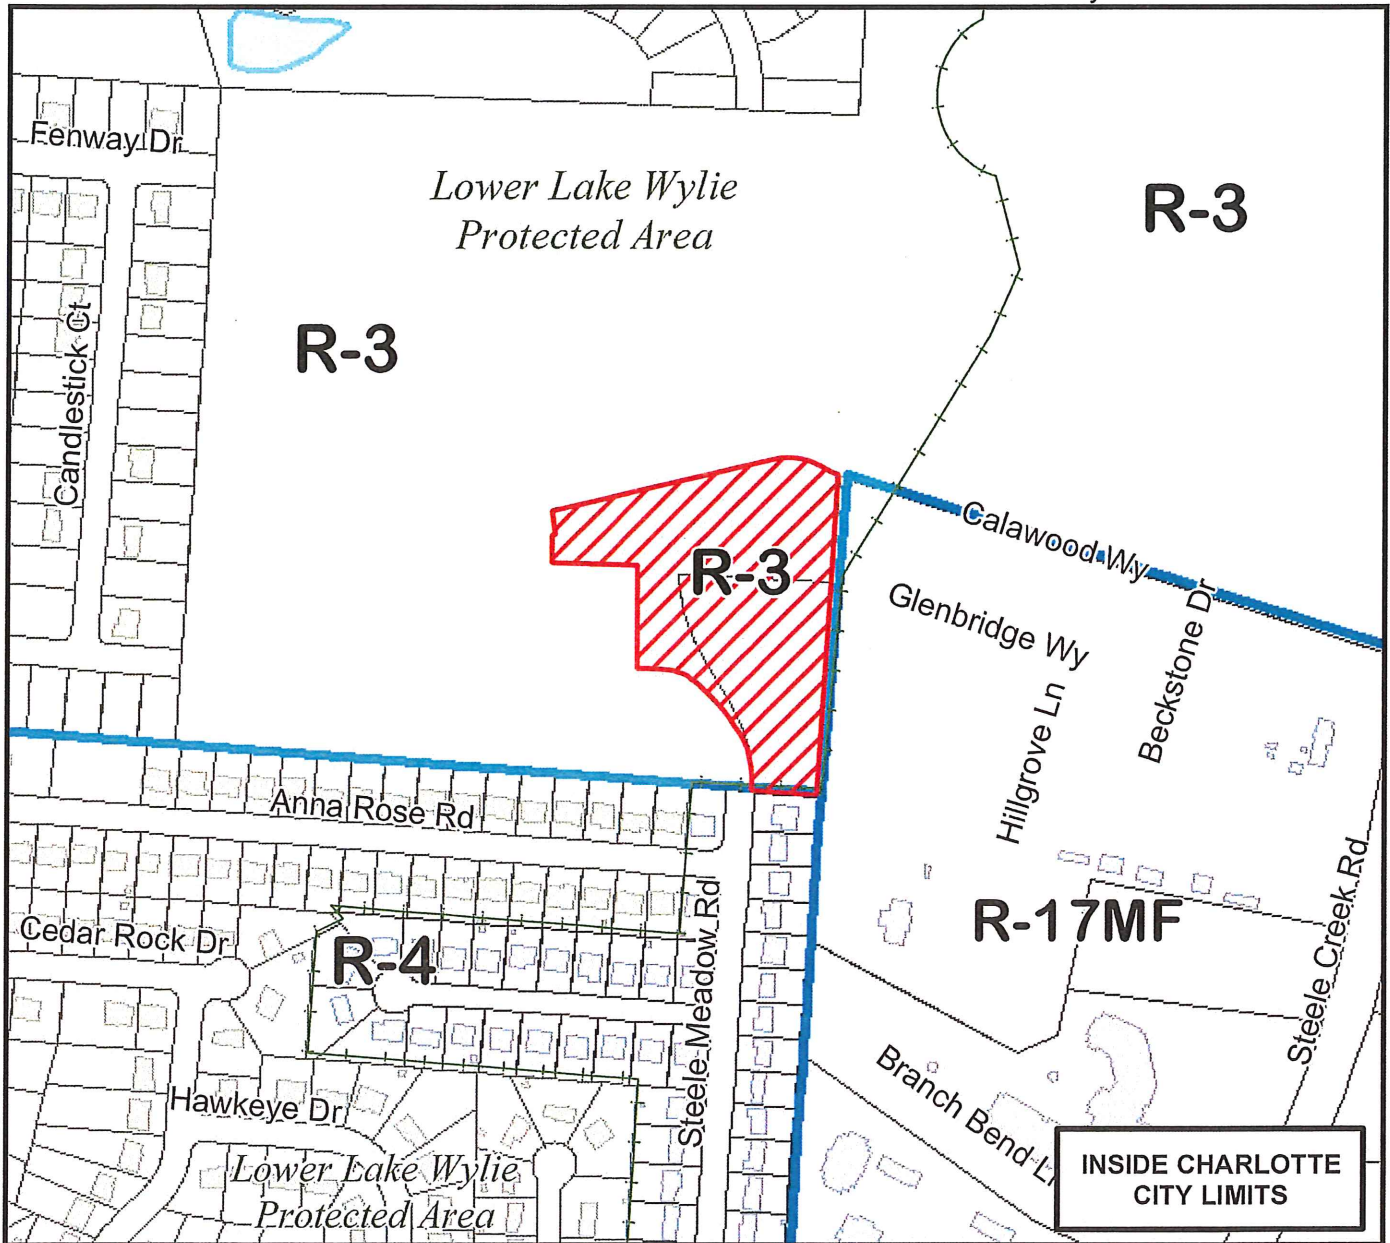 Fenway Dr
Lower Lake Wylie
Protected Area
R-3
R-3
Candlestick Ct
R-3
Calawood Wy
Glenbridge Wy
Beckstone Dr
Hillgrove Ln
Anna Rose Rd
Steele Creek Rd
Steele Meadow Rd
R-17MF
Cedar Rock Dr
R-4
Branch Bend Ln
Hawkeye Dr
Lower Lake Wylie
Protected Area
INSIDE CHARLOTTE
CITY LIMITS